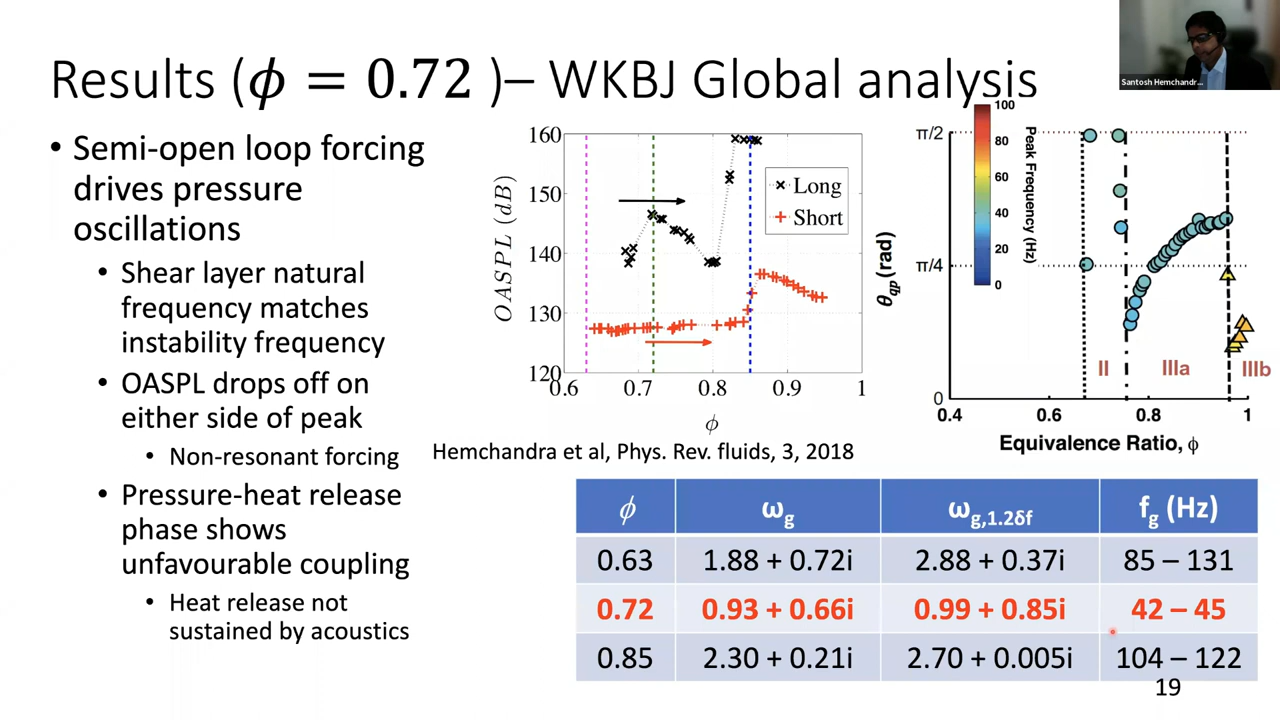 Santosh Hemchandr...
Results (ϕ = 0.72 )– WKBJ Global analysis
• Semi-open loop forcing
drives pressure
oscillations
• Shear layer natural
frequency matches
instability frequency
• OASPL drops off on
either side of peak
• Non-resonant forcing
• Pressure-heat release
phase shows
unfavourable coupling
• Heat release not
sustained by acoustics
160
150
140
130
120
OASPL (dB)
0.6 0.7 0.8 0.9 1
ϕ
Long
Short
Hemchandra et al, Phys. Rev. fluids, 3, 2018
100
80
60
40
20
0
Peak Frequency (Hz)
π/2
π/4
0
θqp (rad)
II IIIa IIIb
0.4 0.6 0.8 1
Equivalence Ratio, ϕ
ϕ ωg ωg,1.2δf fg (Hz)
0.63 1.88 + 0.72i 2.88 + 0.37i 85 – 131
0.72 0.93 + 0.66i 0.99 + 0.85i 42 – 45
0.85 2.30 + 0.21i 2.70 + 0.005i 104 – 122
19